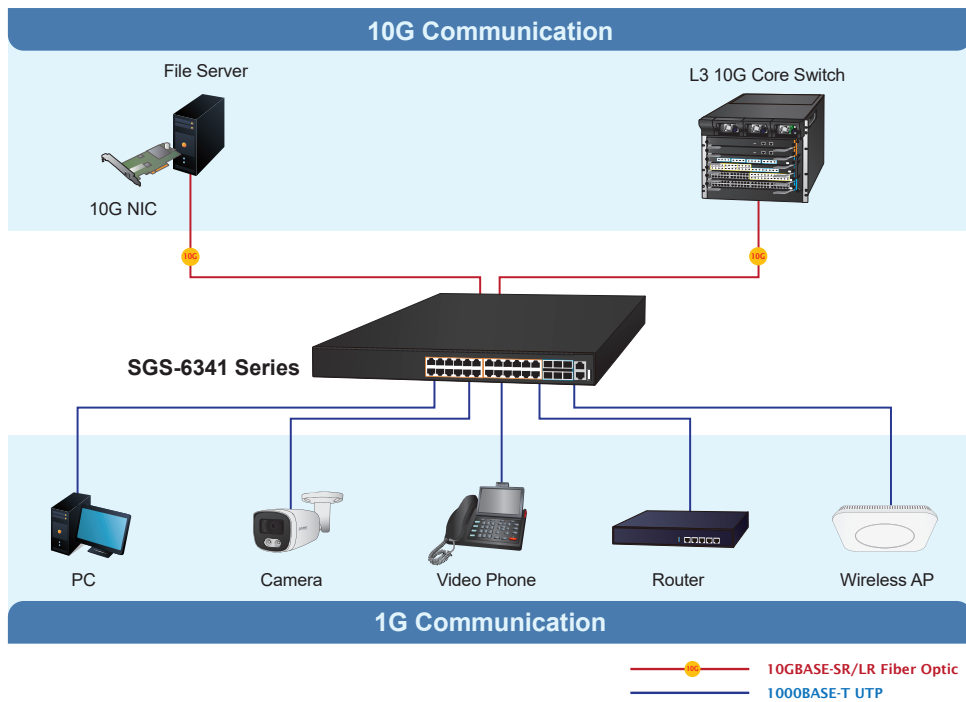 10G Communication
File Server
L3 10G Core Switch
10G NIC
10G
10G
SGS-6341 Series
PC
Camera
Video Phone
Router
Wireless AP
1G Communication
10G
10GBASE-SR/LR Fiber Optic
1000BASE-T UTP